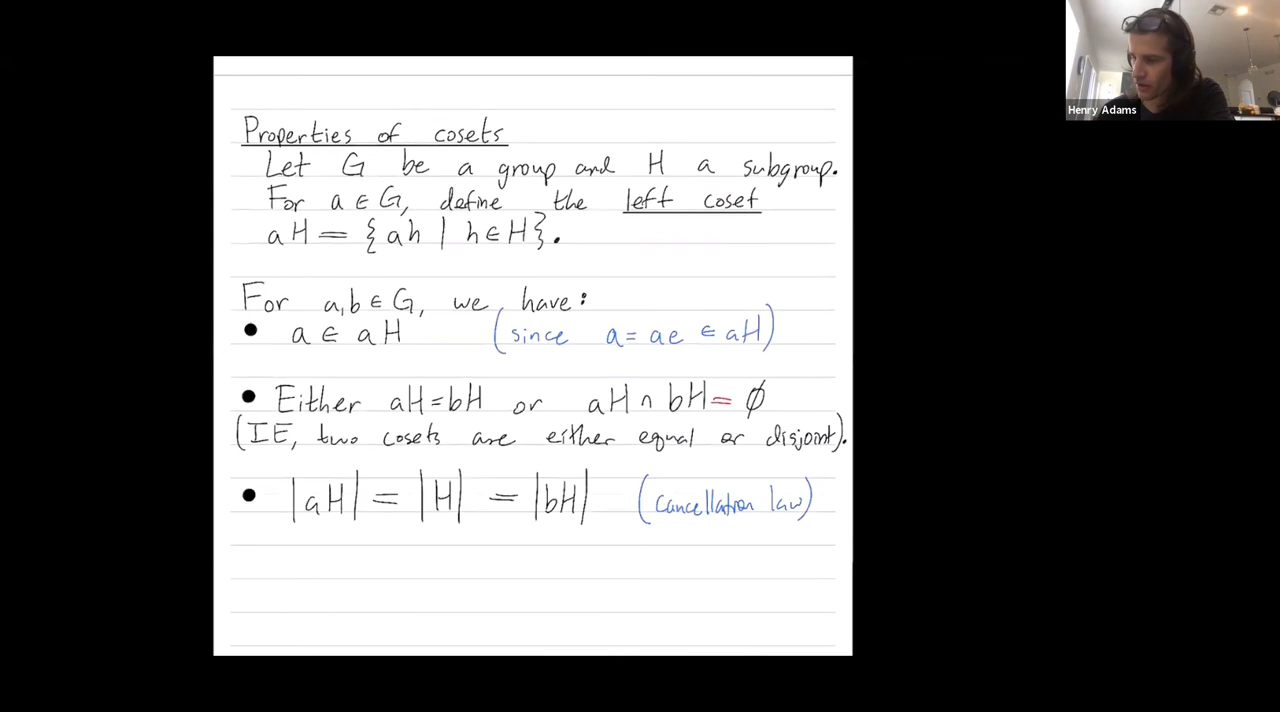 Properties of cosets
Let G be a group and H a subgroup.
For a ∈ G, define the left coset
aH = {ah | h ∈ H}.
For a,b ∈ G, we have:
• a ∈ aH (since a = ae ∈ aH)
• Either aH = bH or aH ∩ bH = ∅
(IE, two cosets are either equal or disjoint).
• |aH| = |H| = |bH| (cancellation law)
Henry Adams